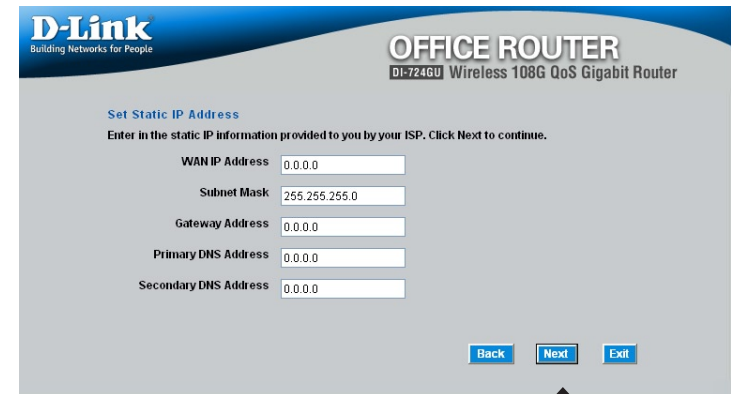 D-Link
Building Networks for People
OFFICE ROUTER
DI-724GU Wireless 108G QoS Gigabit Router
Set Static IP Address
Enter in the static IP information provided to you by your ISP. Click Next to continue.
WAN IP Address 0.0.0.0
Subnet Mask 255.255.255.0
Gateway Address 0.0.0.0
Primary DNS Address 0.0.0.0
Secondary DNS Address 0.0.0.0
Back Next Exit